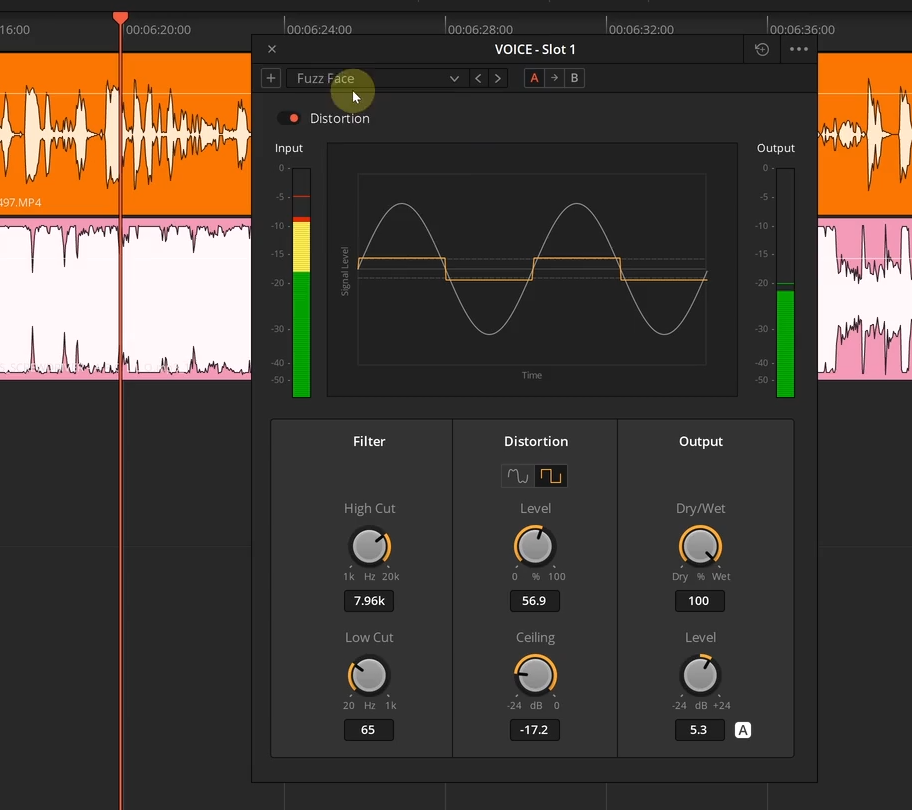 16:00
00:06:20:00
00:06:24:00
00:06:28:00
00:06:32:00
00:06:36:00
VOICE - Slot 1
Fuzz Face
A
B
Distortion
Input
Output
0
-5
-10
-15
-20
-30
-40
-50
Signal Level
Time
0
-5
-10
-15
-20
-30
-40
-50
497.MP4
Filter
Distortion
Output
High Cut
Level
Dry/Wet
1k Hz 20k
0 % 100
Dry % Wet
7.96k
56.9
100
Low Cut
Ceiling
Level
20 Hz 1k
-24 dB 0
-24 dB +24
65
-17.2
5.3
A